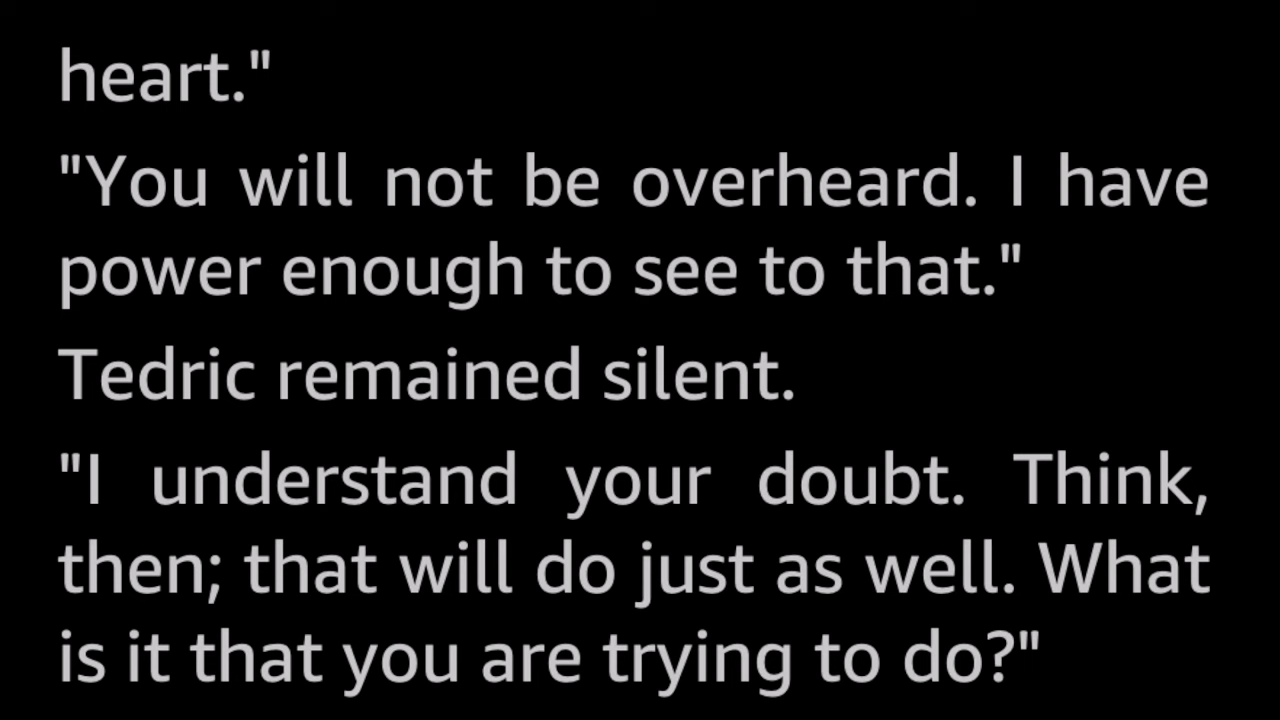 heart."
"You will not be overheard. I have
power enough to see to that."
Tedric remained silent.
"I understand your doubt. Think,
then; that will do just as well. What
is it that you are trying to do?"